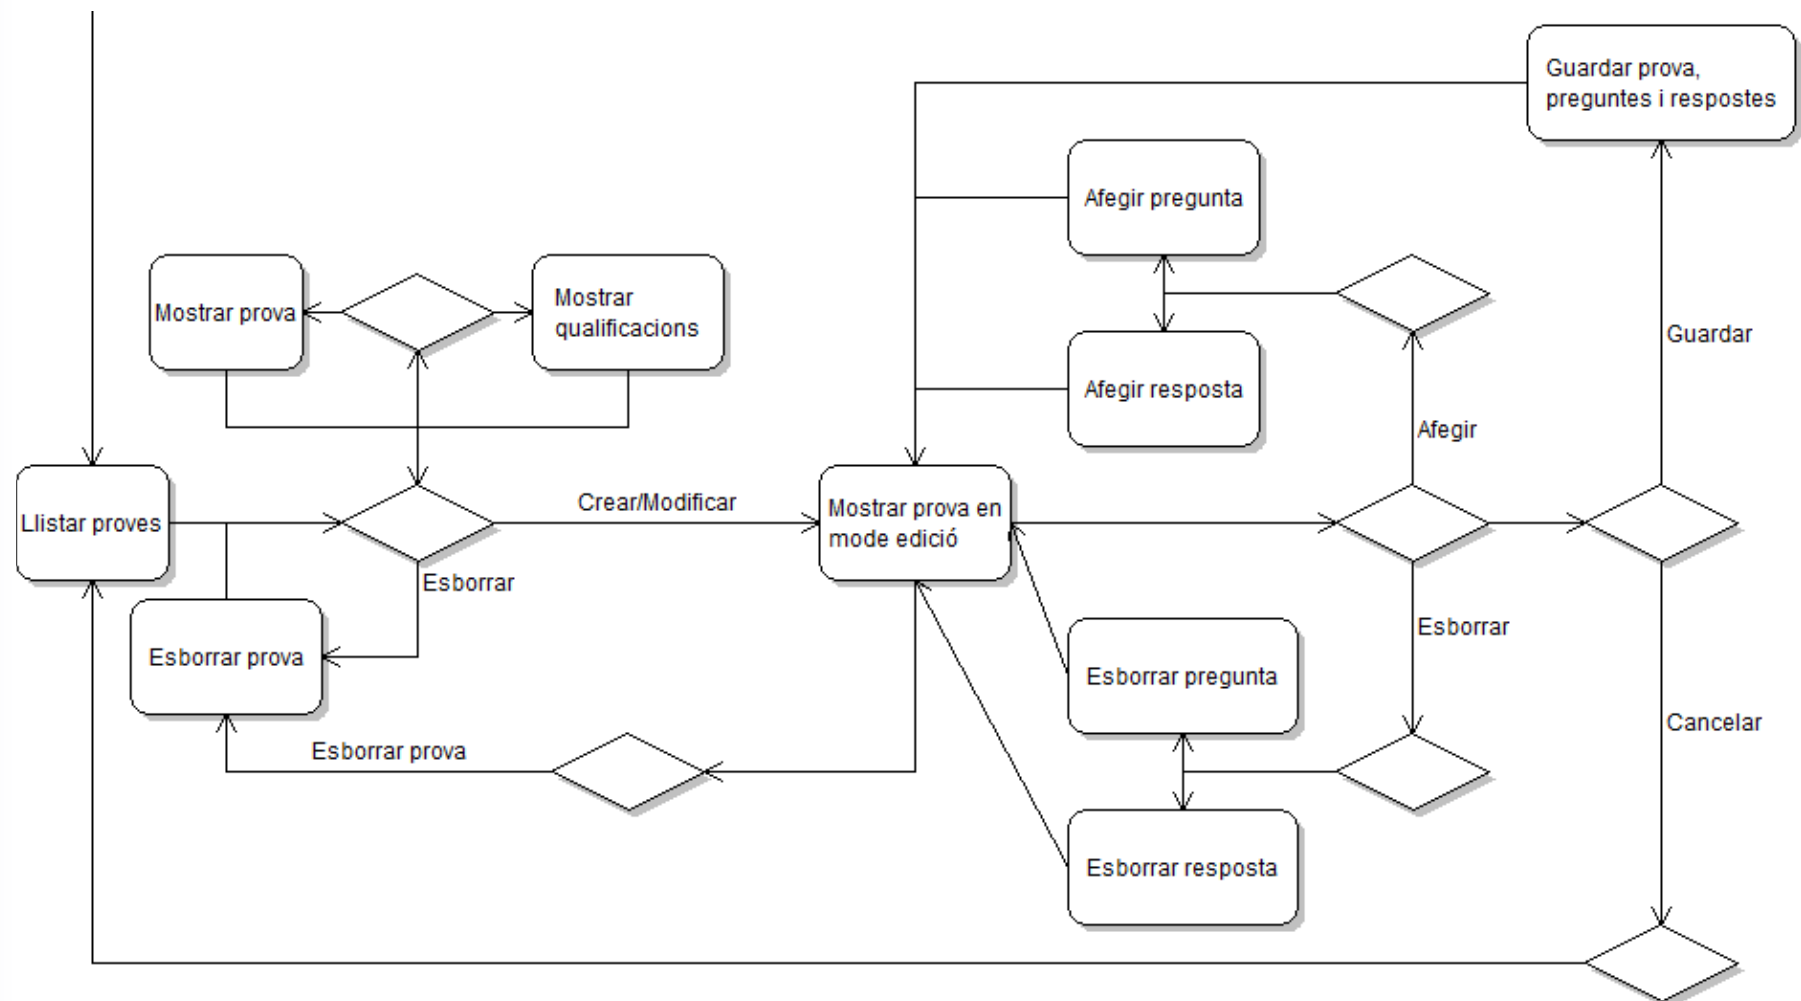 Guardar prova,
preguntes i respostes
Afegir pregunta
Mostrar prova
Mostrar
qualificacions
Guardar
Afegir resposta
Afegir
Llistar proves
Crear/Modificar
Mostrar prova en
mode edició
Esborrar
Esborrar prova
Esborrar pregunta
Esborrar
Cancelar
Esborrar prova
Esborrar resposta